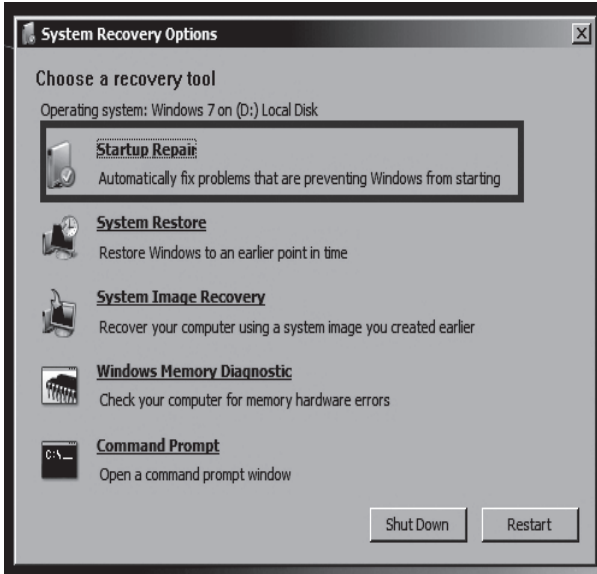 System Recovery Options
Choose a recovery tool
Operating system: Windows 7 on (D:) Local Disk
Startup Repair
Automatically fix problems that are preventing Windows from starting
System Restore
Restore Windows to an earlier point in time
System Image Recovery
Recover your computer using a system image you created earlier
Windows Memory Diagnostic
Check your computer for memory hardware errors
C:\_
Command Prompt
Open a command prompt window
Shut Down Restart